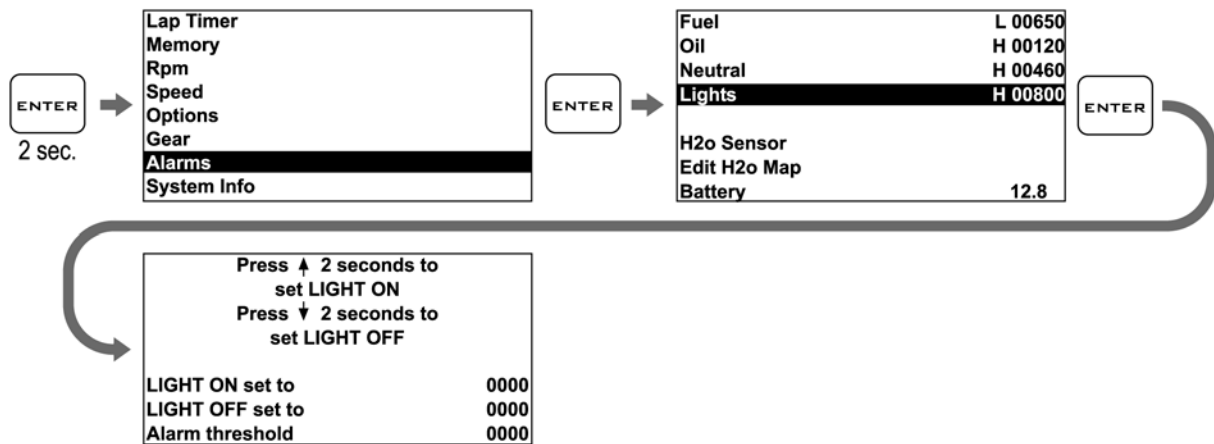 ENTER
2 sec.
Lap Timer
Memory
Rpm
Speed
Options
Gear
Alarms
System Info
ENTER
Fuel L 00650
Oil H 00120
Neutral H 00460
Lights H 00800
H2o Sensor
Edit H2o Map
Battery 12.8
ENTER
Press ↑ 2 seconds to
set LIGHT ON
Press ↓ 2 seconds to
set LIGHT OFF
LIGHT ON set to 0000
LIGHT OFF set to 0000
Alarm threshold 0000